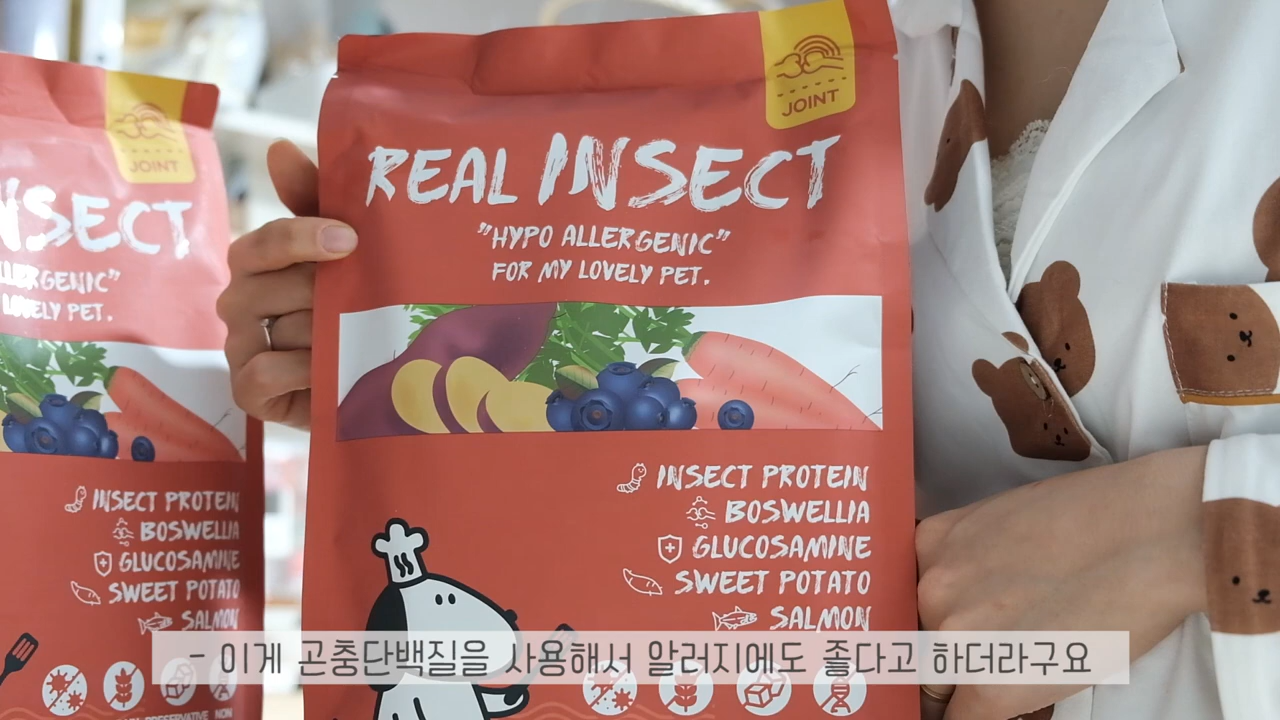 JOINT
REAL INSECT
"HYPO ALLERGENIC"
FOR MY LOVELY PET.
INSECT PROTEIN
BOSWELLIA
GLUCOSAMINE
SWEET POTATO
SALMON
JOINT
INSECT
LOVELY PET.
INSECT PROTEIN
BOSWELLIA
GLUCOSAMINE
SWEET POTATO
SALMON
PRESERVATIVE NON
- 이게 곤충단백질을 사용해서 알러지에도 좋다고 하더라구요